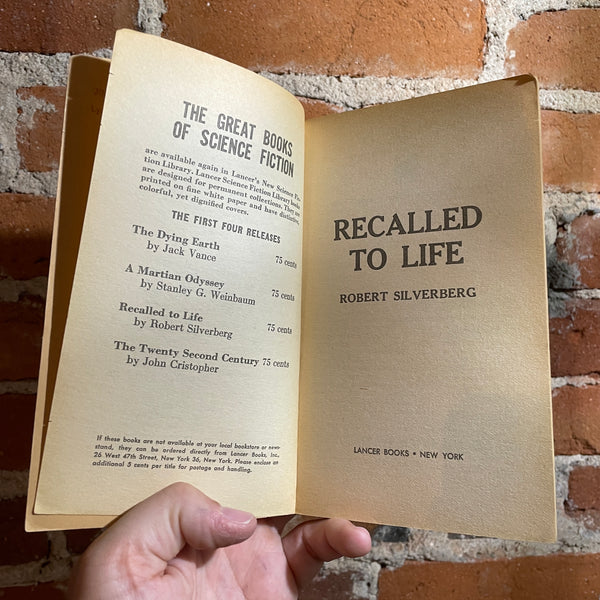 THE GREAT BOOKS
OF SCIENCE FICTION
are available again in Lancer's New Science Fic-
tion Library. Lancer Science Fiction Library books
are designed for permanent collections. They are
printed on fine white paper and have distinctive,
colorful, yet dignified covers.
THE FIRST FOUR RELEASES
The Dying Earth 75 cents
by Jack Vance
A Martian Odyssey 75 cents
by Stanley G. Weinbaum
Recalled to Life 75 cents
by Robert Silverberg
The Twenty Second Century 75 cents
by John Cristopher
If these books are not available at your local bookstore or news-
stand, they can be ordered directly from Lancer Books, Inc.,
26 West 47th Street, New York 36, New York. Please enclose an
additional 5 cents per title for postage and handling.
RECALLED
TO LIFE
ROBERT SILVERBERG
LANCER BOOKS • NEW YORK